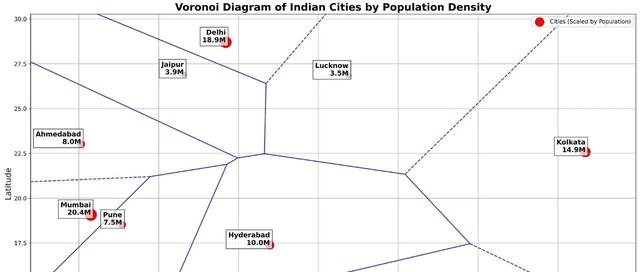 Voronoi Diagram of Indian Cities by Population Density
Cities (Scaled by Population)
30.0
Delhi
18.9M
27.5
Jaipur
3.9M
Lucknow
3.5M
25.0
Ahmedabad
8.0M
Kolkata
14.9M
22.5
Latitude
20.0
Mumbai
20.4M
Pune
7.5M
Hyderabad
10.0M
17.5